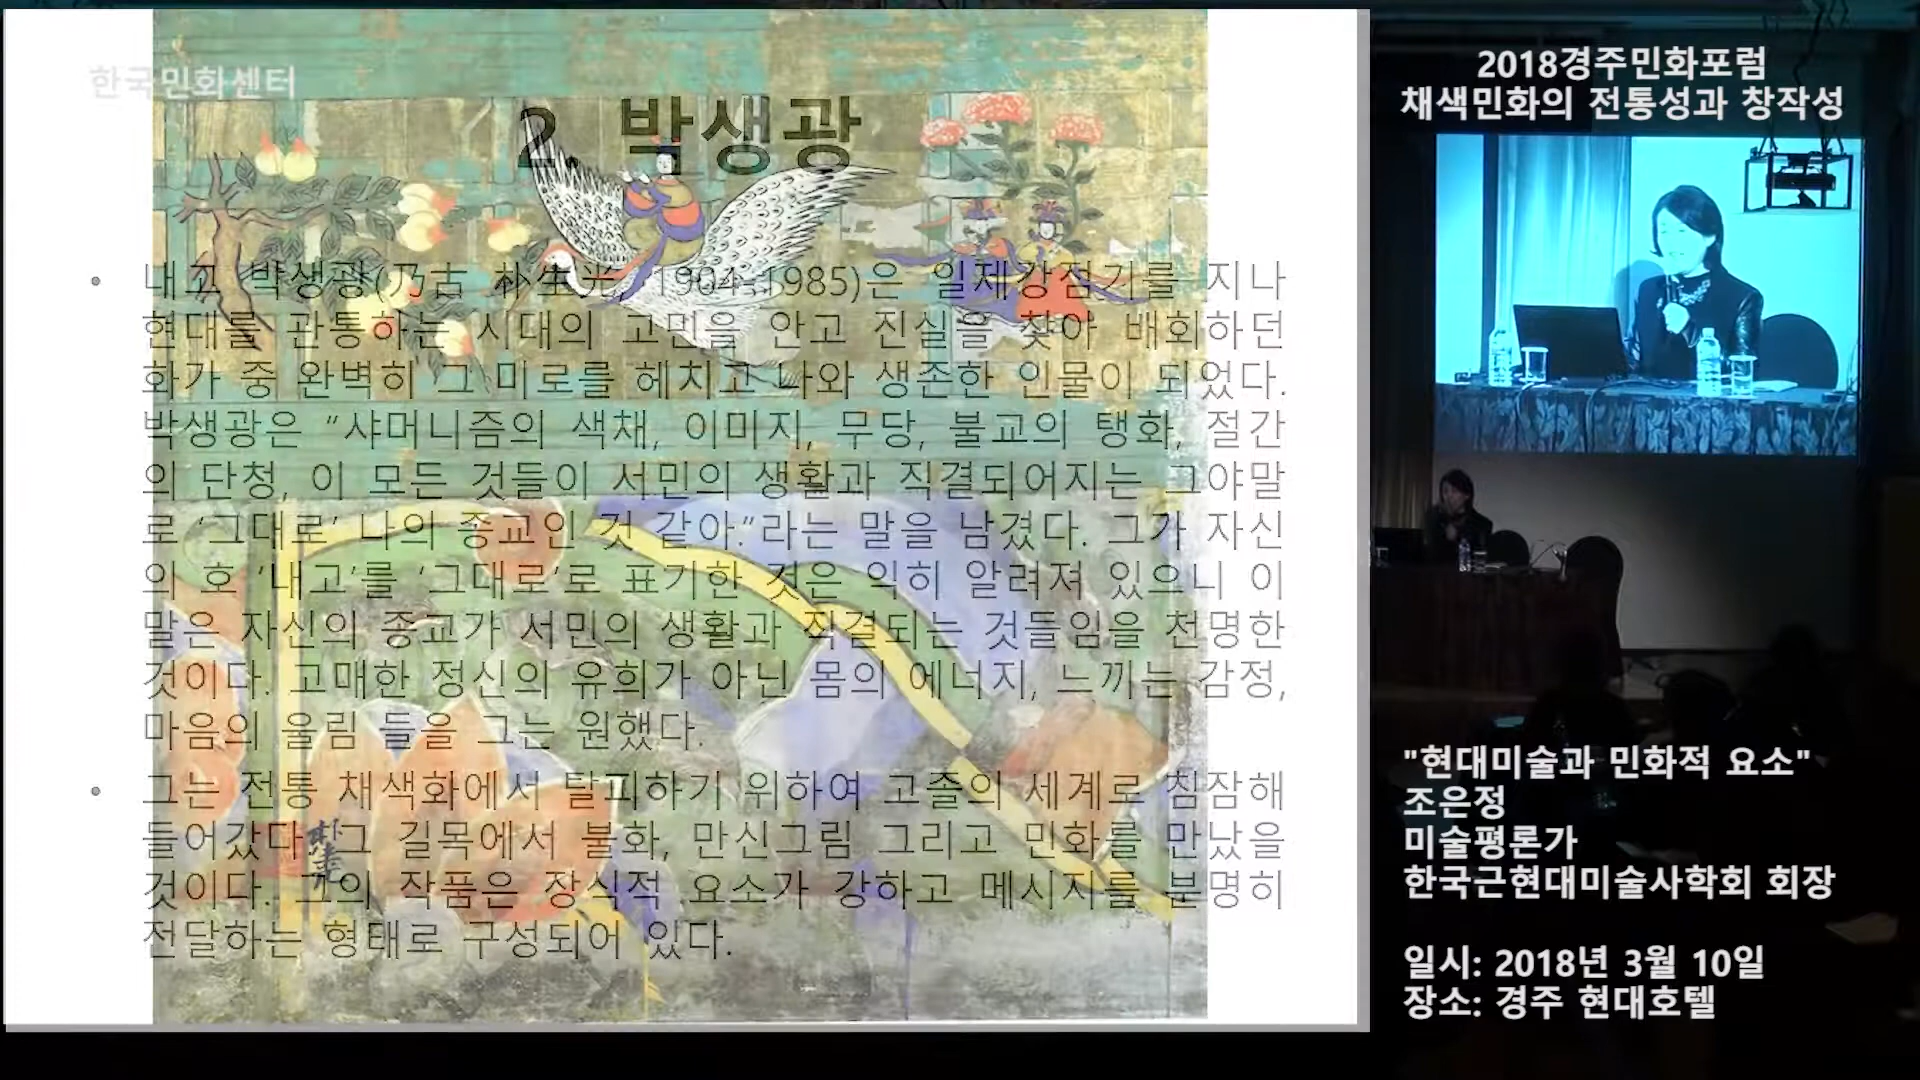 한국민화센터
2. 박생광
• 내고 박생광(乃古 朴生光, 1904-1985)은 일제강점기를 지나
현대를 관통하는 시대의 고민을 안고 진실을 찾아 배회하던
화가 중 완벽히 그 미로를 헤치고 나와 생존한 인물이 되었다.
박생광은 “샤머니즘의 색채, 이미지, 무당, 불교의 탱화, 절간
의 단청, 이 모든 것들이 서민의 생활과 직결되어지는 그야말
로 ‘그대로’ 나의 종교인 것 같아.”라는 말을 남겼다. 그가 자신
의 호 ‘내고’를 ‘그대로’로 표기한 것은 익히 알려져 있으니 이
말은 자신의 종교가 서민의 생활과 직결되는 것들임을 천명한
것이다. 고매한 정신의 유희가 아닌 몸의 에너지, 느끼는 감정,
마음의 울림 들을 그는 원했다.
• 그는 전통 채색화에서 탈피하기 위하여 고졸의 세계로 침잠해
들어갔다. 그 길목에서 불화, 만신그림 그리고 민화를 만났을
것이다. 그의 작품은 장식적 요소가 강하고 메시지를 분명히
전달하는 형태로 구성되어 있다.
2018경주민화포럼
채색민화의 전통성과 창작성
"현대미술과 민화적 요소"
조은정
미술평론가
한국근현대미술사학회 회장
일시: 2018년 3월 10일
장소: 경주 현대호텔